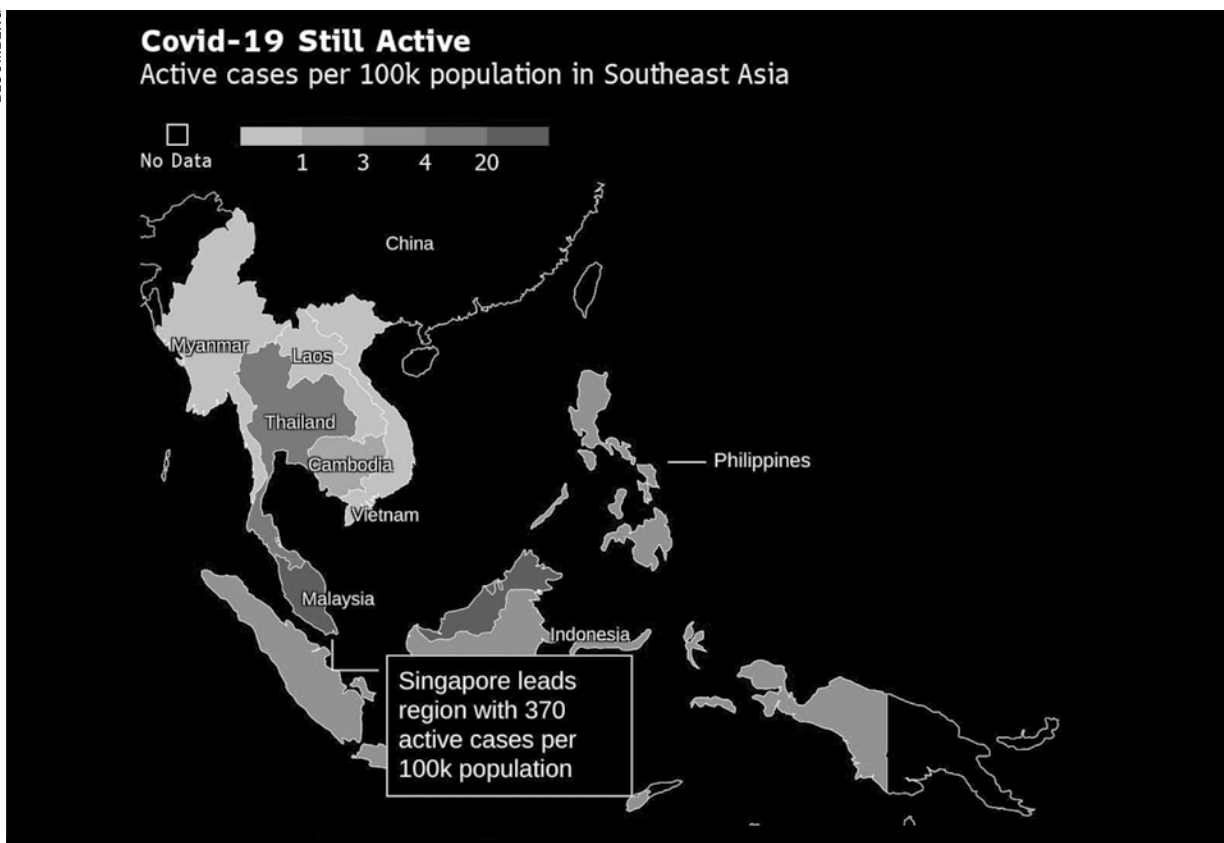 Covid-19 Still Active
Active cases per 100k population in Southeast Asia
No Data
1 3 4 20
China
Myanmar
Laos
Thailand
Cambodia
Philippines
Vietnam
Malaysia
Indonesia
Singapore leads
region with 370
active cases per
100k population